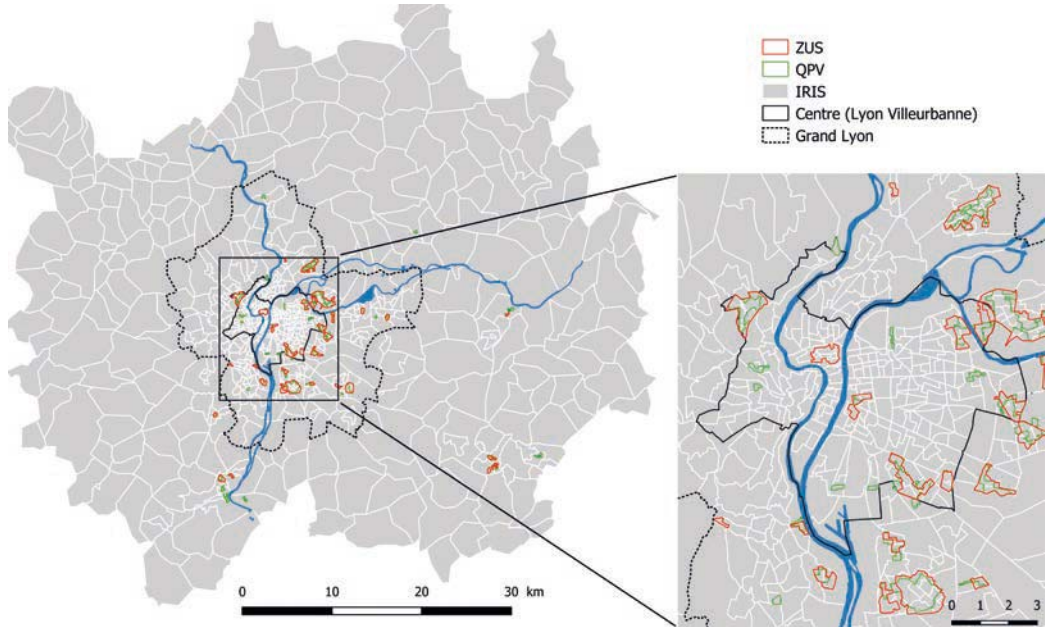 ZUS
QPV
IRIS
Centre (Lyon Villeurbanne)
Grand Lyon
0 10 20 30 km
0 1 2 3